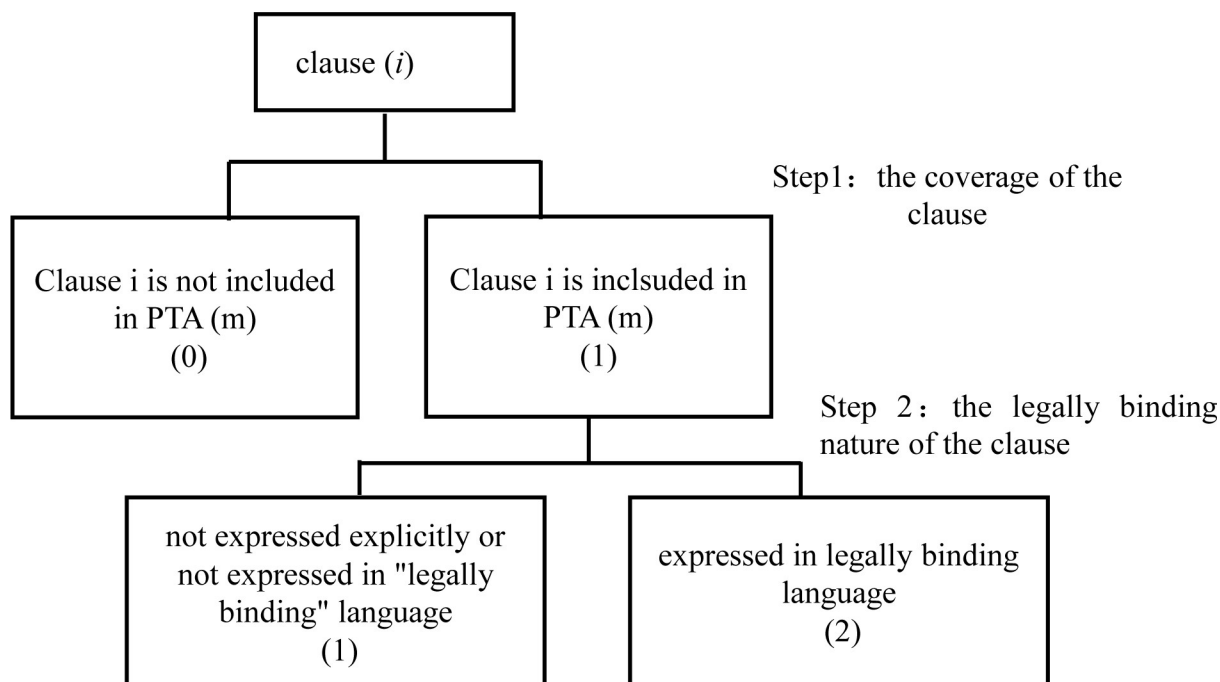 clause (i)
Step1：the coverage of the
clause
Clause i is not included
in PTA (m)
(0)
Clause i is inclsuded in
PTA (m)
(1)
Step 2：the legally binding
nature of the clause
not expressed explicitly or
not expressed in "legally
binding" language
(1)
expressed in legally binding
language
(2)